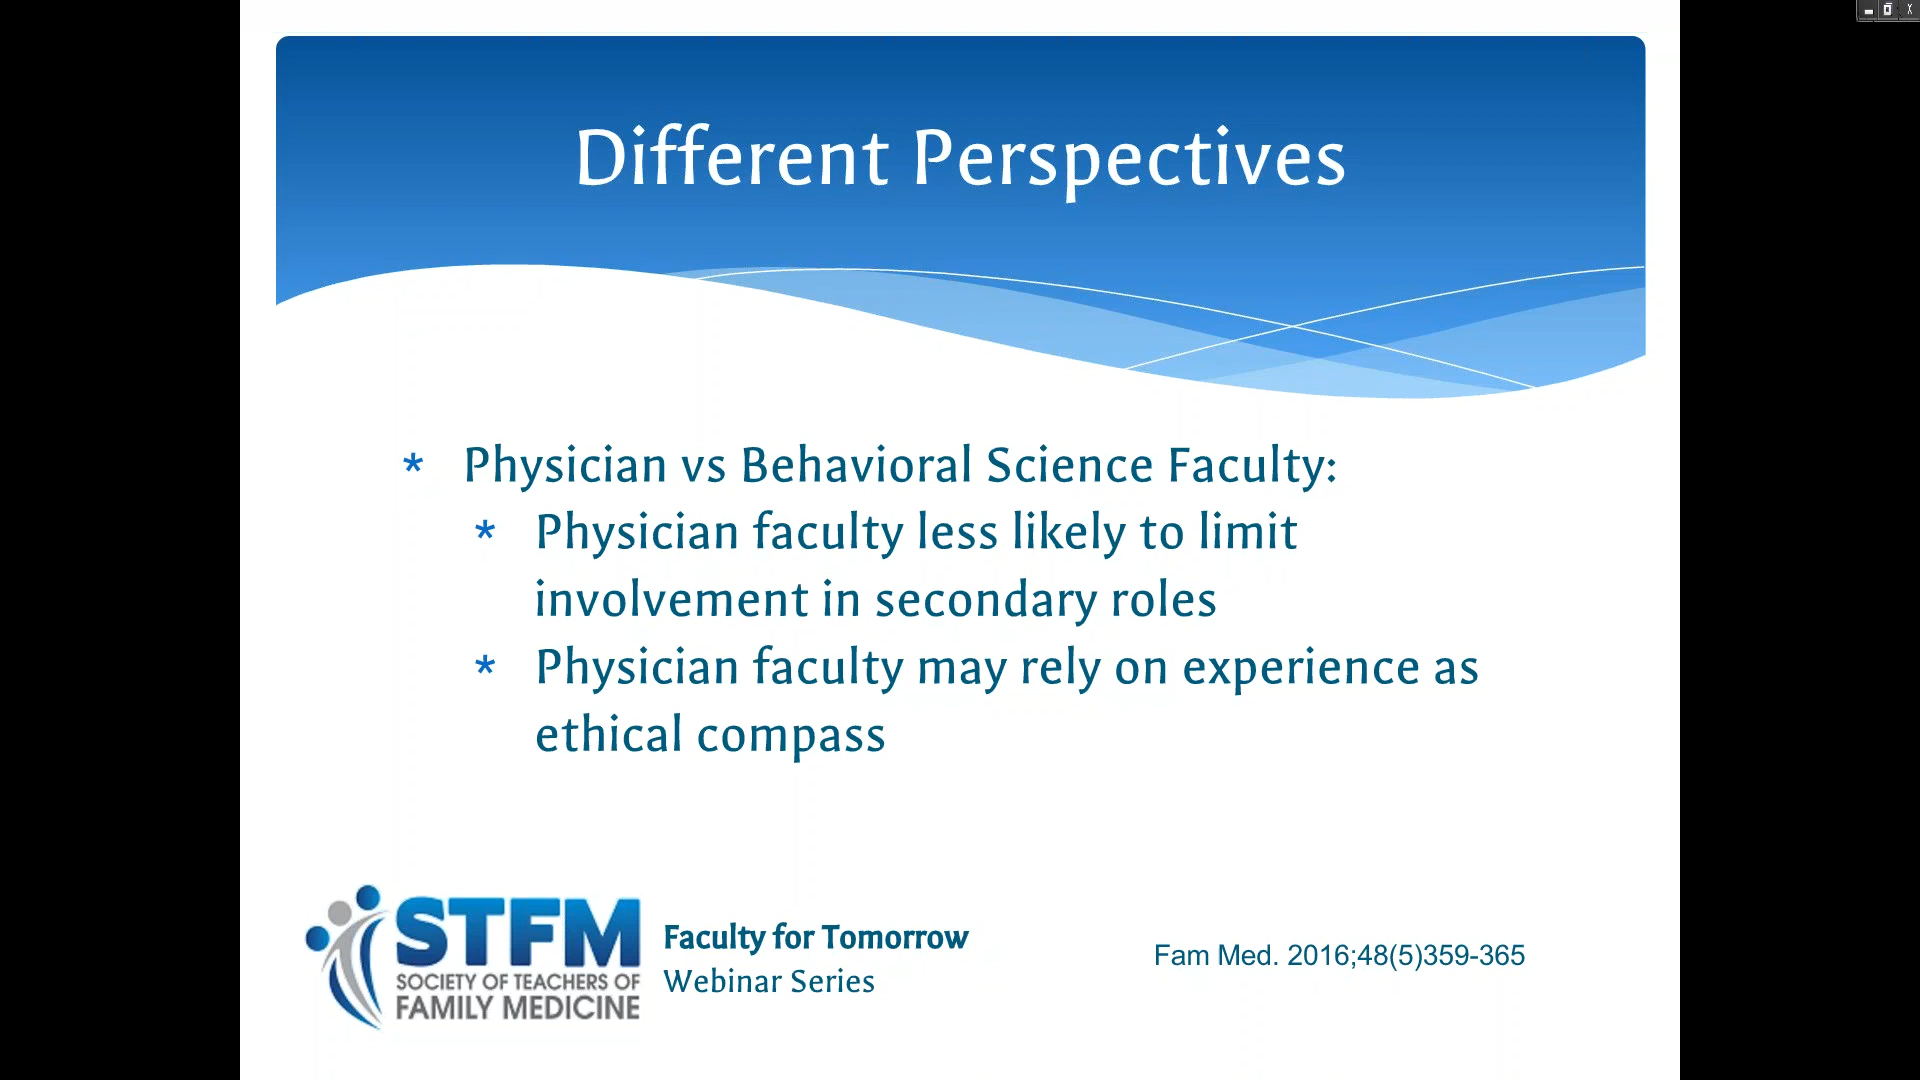 Different Perspectives
* Physician vs Behavioral Science Faculty:
* Physician faculty less likely to limit
involvement in secondary roles
* Physician faculty may rely on experience as
ethical compass
STFM
SOCIETY OF TEACHERS OF
FAMILY MEDICINE
Faculty for Tomorrow
Webinar Series
Fam Med. 2016;48(5)359-365